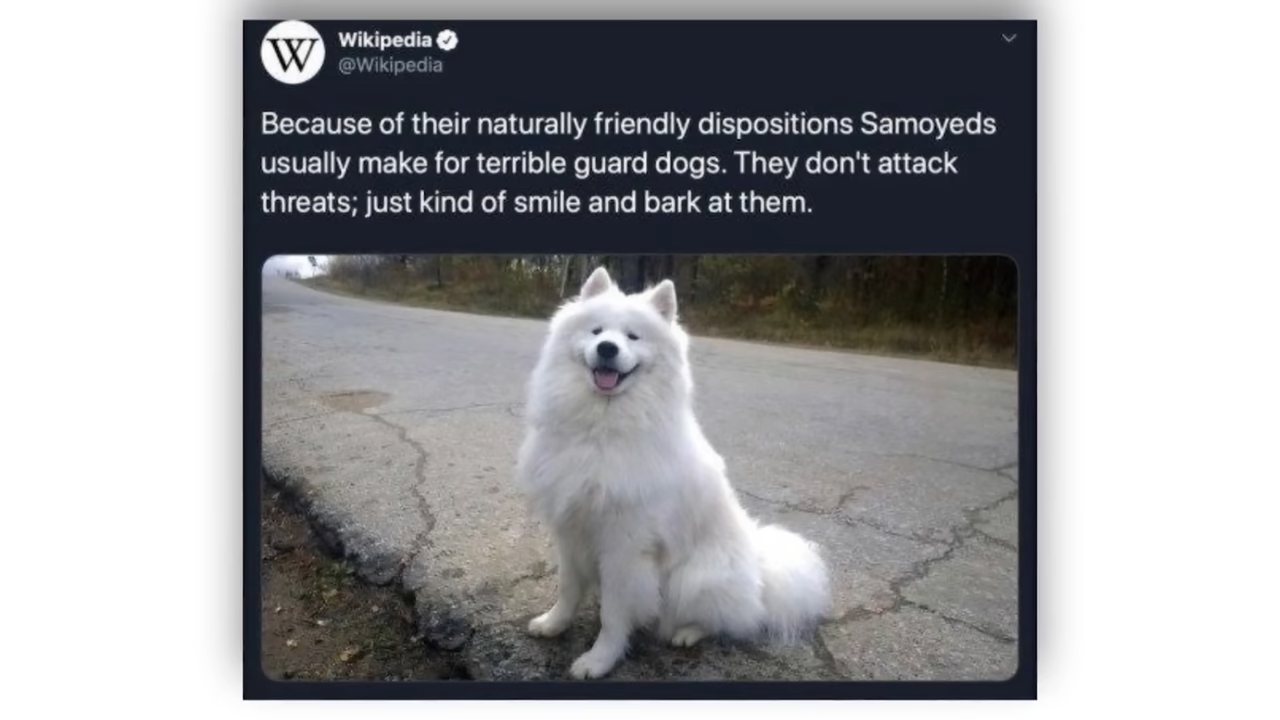 W
Wikipedia
@Wikipedia
Because of their naturally friendly dispositions Samoyeds
usually make for terrible guard dogs. They don't attack
threats; just kind of smile and bark at them.